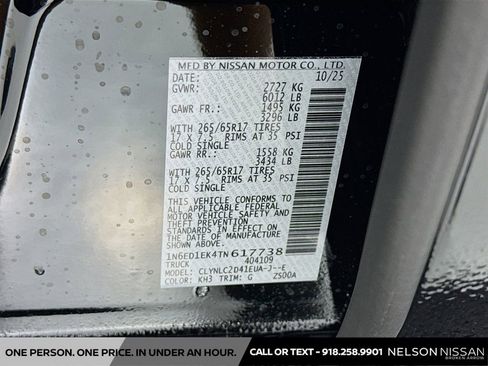 MFD BY NISSAN MOTOR CO., LTD.
DATE: 10/25
GVWR: 2727 KG
6012 LB
GAWR FR.: 1495 KG
3296 LB
WITH 265/65R17 TIRES
17 X 7.5 RIMS AT 35 PSI
COLD SINGLE
GAWR RR.: 1558 KG
3434 LB
WITH 265/65R17 TIRES
17 X 7.5 RIMS AT 35 PSI
COLD SINGLE
THIS VEHICLE CONFORMS TO
ALL APPLICABLE FEDERAL
MOTOR VEHICLE SAFETY AND
THEFT PREVENTION
STANDARDS IN EFFECT ON
THE DATE OF MANUFACTURE
SHOWN ABOVE.
1N6ED1EK4TN617738
TRUCK 404109
MODEL: CLYNLC2D41EUA-J--E
COLOR: KH3 TRIM: G ZS00A
ONE PERSON. ONE PRICE. IN UNDER AN HOUR. CALL OR TEXT - 918.258.9901 NELSON NISSAN
BROKEN ARROW